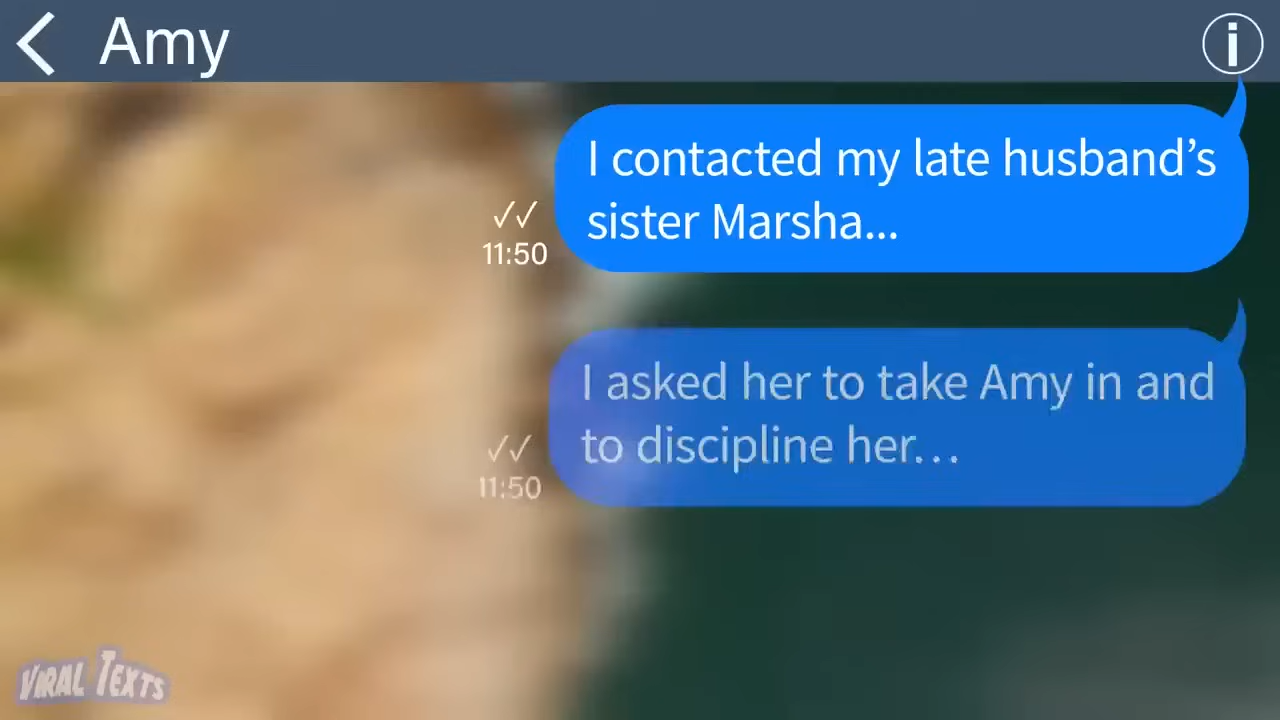 Amy
I contacted my late husband’s
sister Marsha...
11:50
I asked her to take Amy in and
to discipline her...
11:50
VIRAL TEXTS